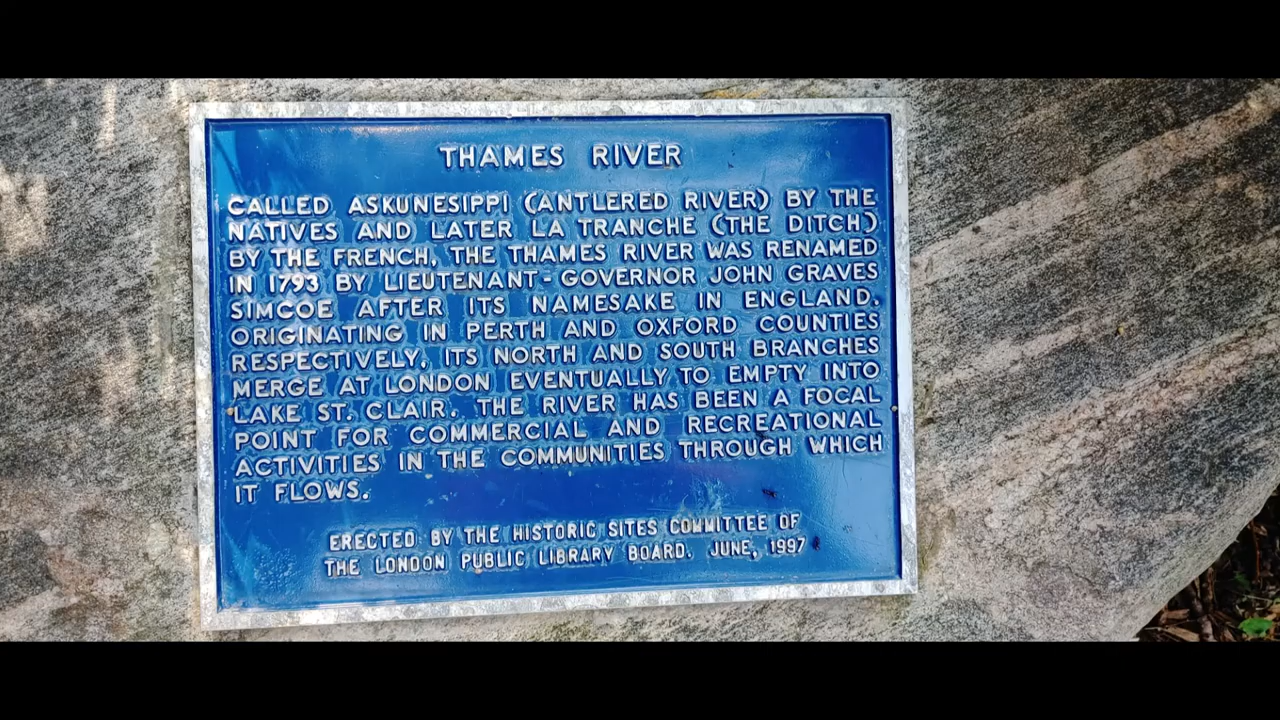 THAMES RIVER
CALLED ASKUNESIPPI (ANTLERED RIVER) BY THE
NATIVES AND LATER LA TRANCHE (THE DITCH)
BY THE FRENCH, THE THAMES RIVER WAS RENAMED
IN 1793 BY LIEUTENANT-GOVERNOR JOHN GRAVES
SIMCOE AFTER ITS NAMESAKE IN ENGLAND.
ORIGINATING IN PERTH AND OXFORD COUNTIES
RESPECTIVELY, ITS NORTH AND SOUTH BRANCHES
MERGE AT LONDON EVENTUALLY TO EMPTY INTO
LAKE ST. CLAIR. THE RIVER HAS BEEN A FOCAL
POINT FOR COMMERCIAL AND RECREATIONAL
ACTIVITIES IN THE COMMUNITIES THROUGH WHICH
IT FLOWS.
ERECTED BY THE HISTORIC SITES COMMITTEE OF
THE LONDON PUBLIC LIBRARY BOARD. JUNE, 1997